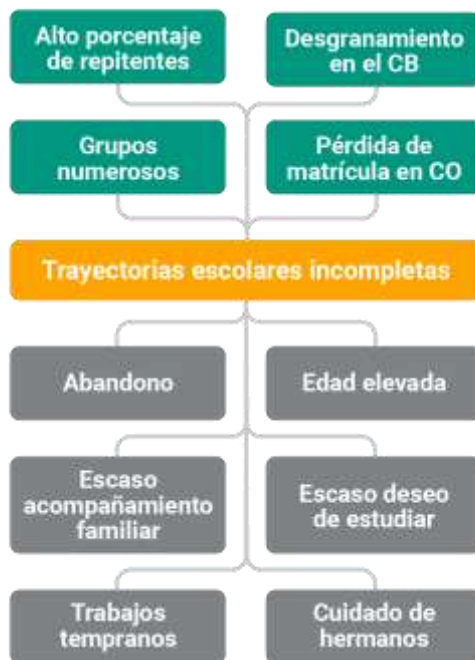 Alto porcentaje
de repitentes
Desgranamiento
en el CB
Grupos
numerosos
Pérdida de
matrícula en CO
Trayectorias escolares incompletas
Abandono
Edad elevada
Escaso
acompañamiento
familiar
Escaso deseo
de estudiar
Trabajos
tempranos
Cuidado de
hermanos